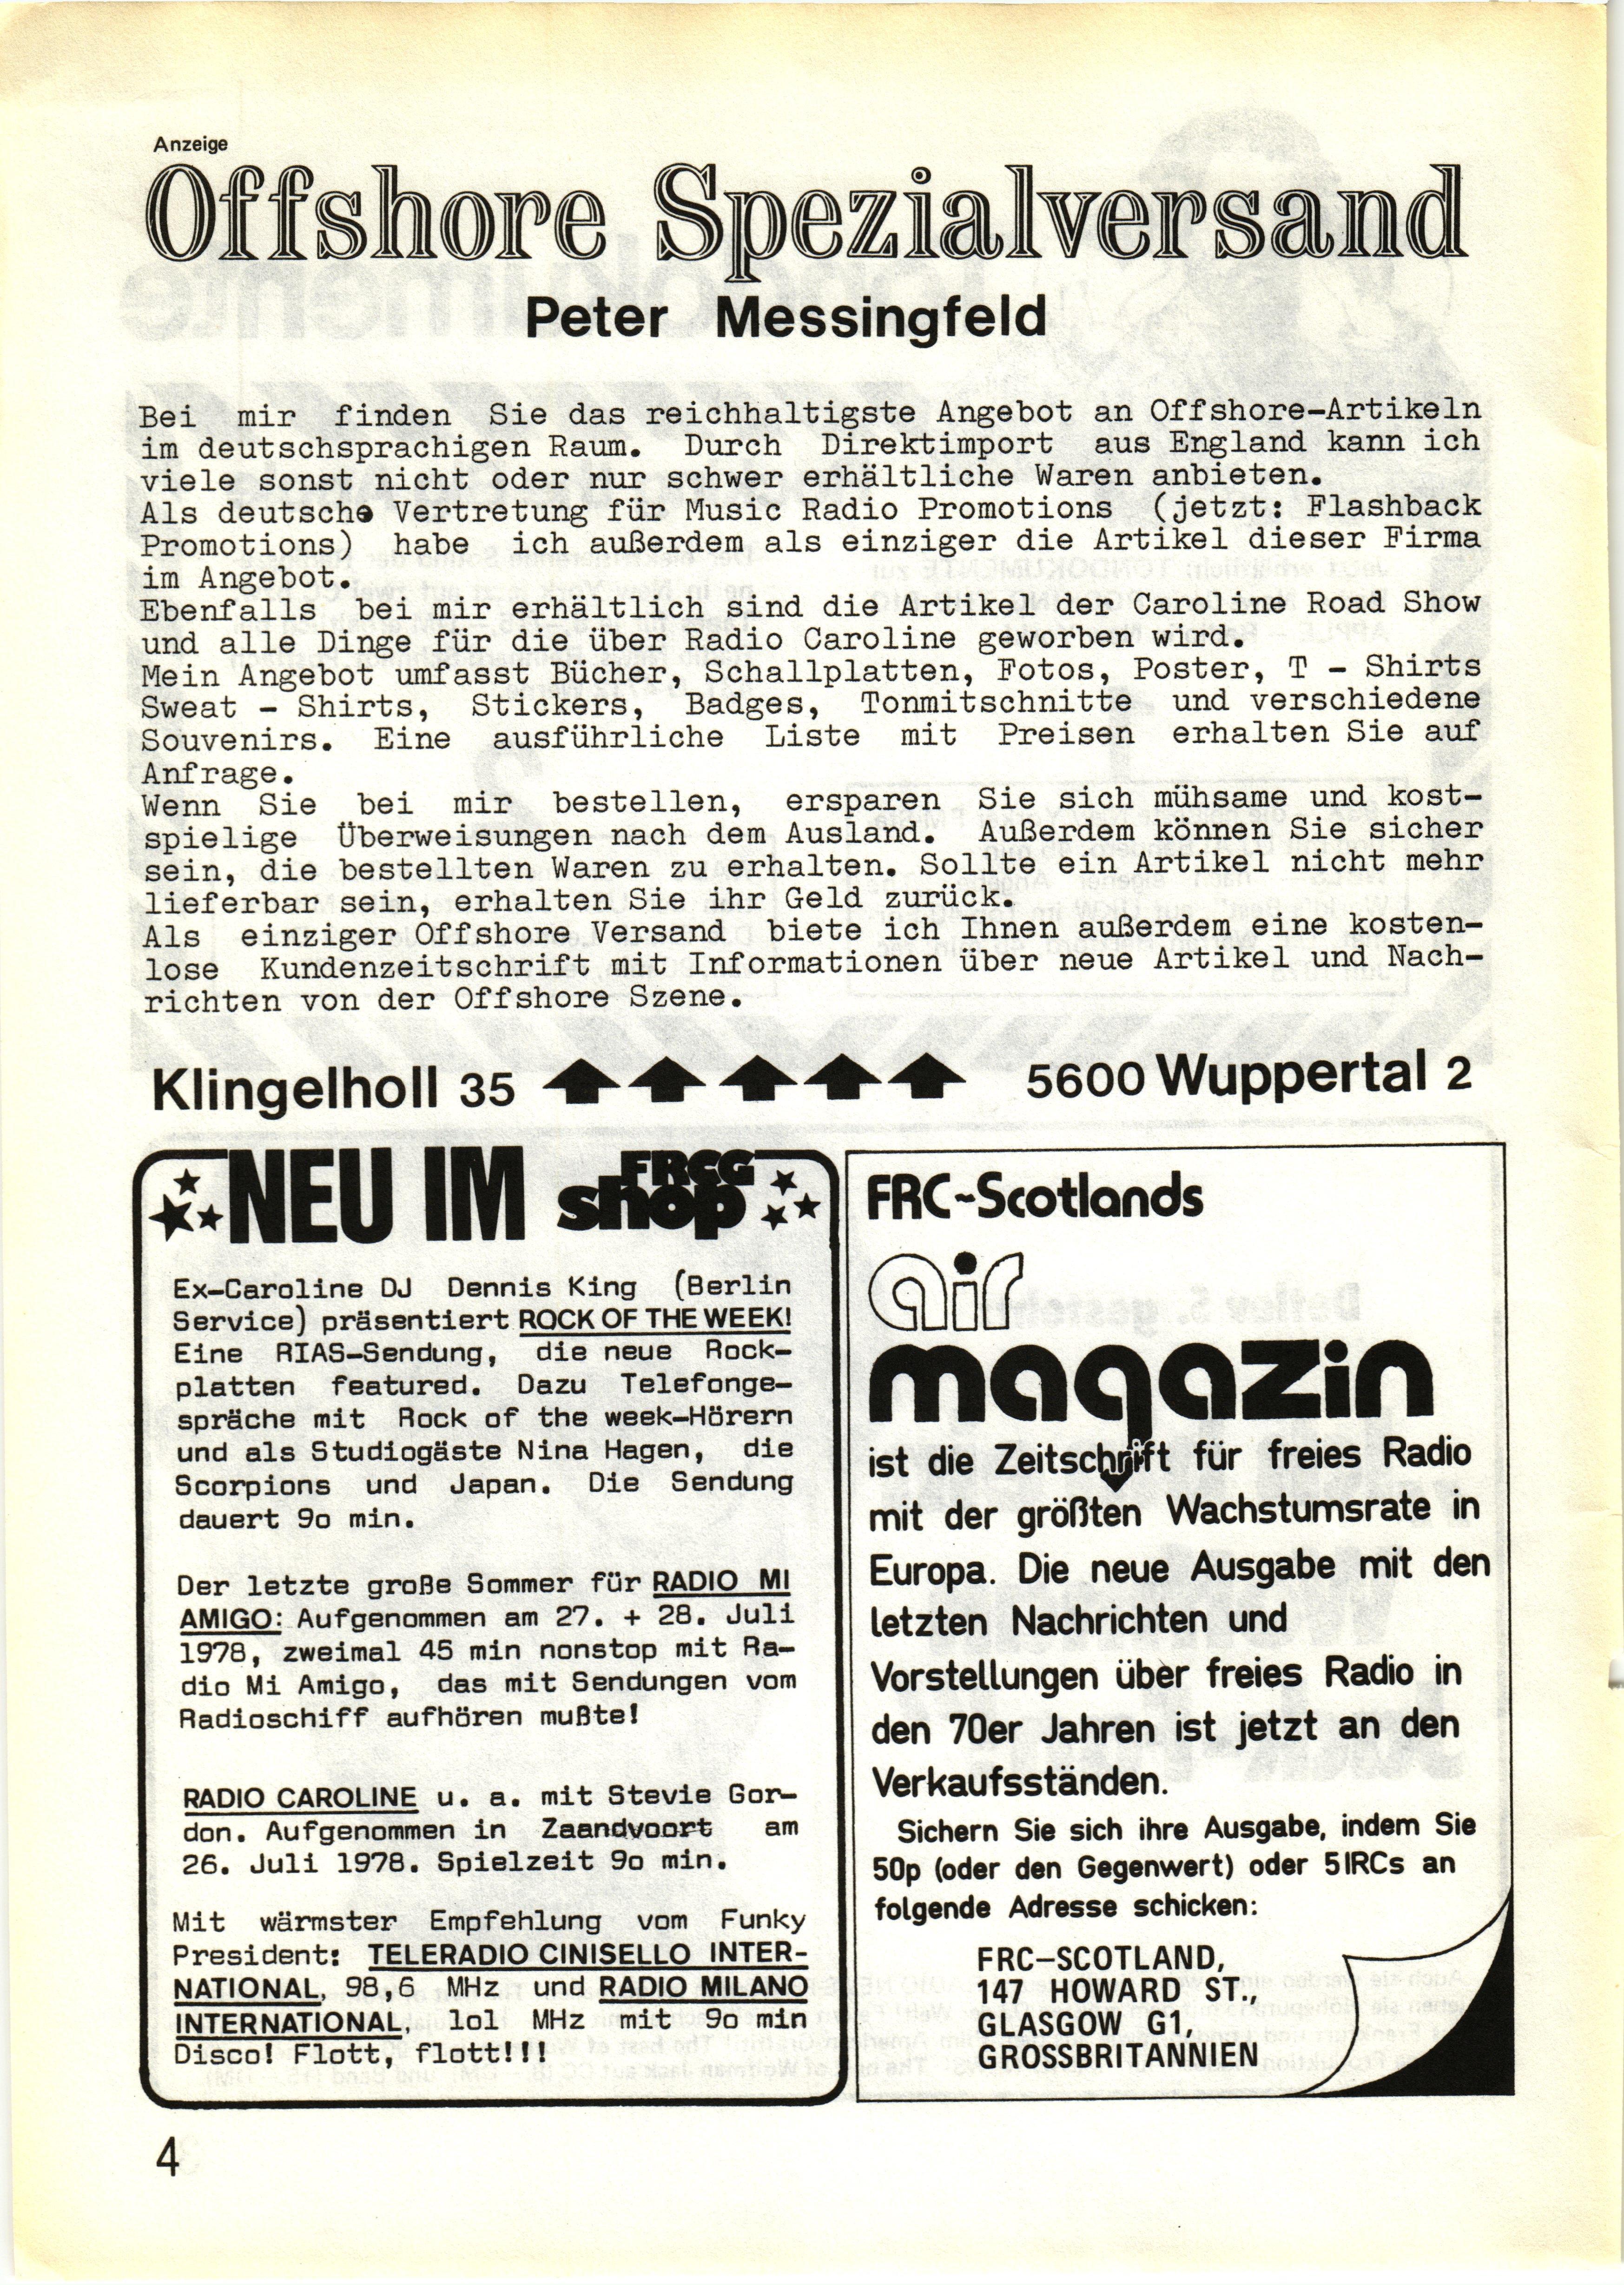 Anzeige
Offshore Spezialversand
Peter Messingfeld
Bei mir finden Sie das reichhaltigste Angebot an Offshore-Artikeln
im deutschsprachigen Raum. Durch Direktimport aus England kann ich
viele sonst nicht oder nur schwer erhältliche Waren anbieten.
Als deutsche Vertretung für Music Radio Promotions (jetzt: Flashback
Promotions) habe ich außerdem als einziger die Artikel dieser Firma
im Angebot.
Ebenfalls bei mir erhältlich sind die Artikel der Caroline Road Show
und alle Dinge für die über Radio Caroline geworben wird.
Mein Angebot umfasst Bücher, Schallplatten, Fotos, Poster, T - Shirts
Sweat - Shirts, Stickers, Badges, Tonmitschnitte und verschiedene
Souvenirs. Eine ausführliche Liste mit Preisen erhalten Sie auf
Anfrage.
Wenn Sie bei mir bestellen, ersparen Sie sich mühsame und kost-
spielige Überweisungen nach dem Ausland. Außerdem können Sie sicher
sein, die bestellten Waren zu erhalten. Sollte ein Artikel nicht mehr
lieferbar sein, erhalten Sie ihr Geld zurück.
Als einziger Offshore Versand biete ich Ihnen außerdem eine kosten-
lose Kundenzeitschrift mit Informationen über neue Artikel und Nach-
richten von der Offshore Szene.
Klingelholl 35 5600 Wuppertal 2
NEU IM FRCG shop
Ex-Caroline DJ Dennis King (Berlin
Service) präsentiert ROCK OF THE WEEK!
Eine RIAS-Sendung, die neue Rock-
platten featured. Dazu Telefonge-
spräche mit Rock of the week-Hörern
und als Studiogäste Nina Hagen, die
Scorpions und Japan. Die Sendung
dauert 9o min.
Der letzte große Sommer für RADIO MI
AMIGO: Aufgenommen am 27. + 28. Juli
1978, zweimal 45 min nonstop mit Ra-
dio Mi Amigo, das mit Sendungen vom
Radioschiff aufhören mußte!
RADIO CAROLINE u. a. mit Stevie Gor-
don. Aufgenommen in Zaandvoort am
26. Juli 1978. Spielzeit 9o min.
Mit wärmster Empfehlung vom Funky
President: TELERADIO CINISELLO INTER-
NATIONAL, 98,6 MHz und RADIO MILANO
INTERNATIONAL, lol MHz mit 9o min
Disco! Flott, flott!!!
FRC~Scotlands
air
magazin
ist die Zeitschrift für freies Radio
mit der größten Wachstumsrate in
Europa. Die neue Ausgabe mit den
letzten Nachrichten und
Vorstellungen über freies Radio in
den 70er Jahren ist jetzt an den
Verkaufsständen.
Sichern Sie sich ihre Ausgabe, indem Sie
50p (oder den Gegenwert) oder 5IRCs an
folgende Adresse schicken:
FRC-SCOTLAND,
147 HOWARD ST.,
GLASGOW G1,
GROSSBRITANNIEN
4